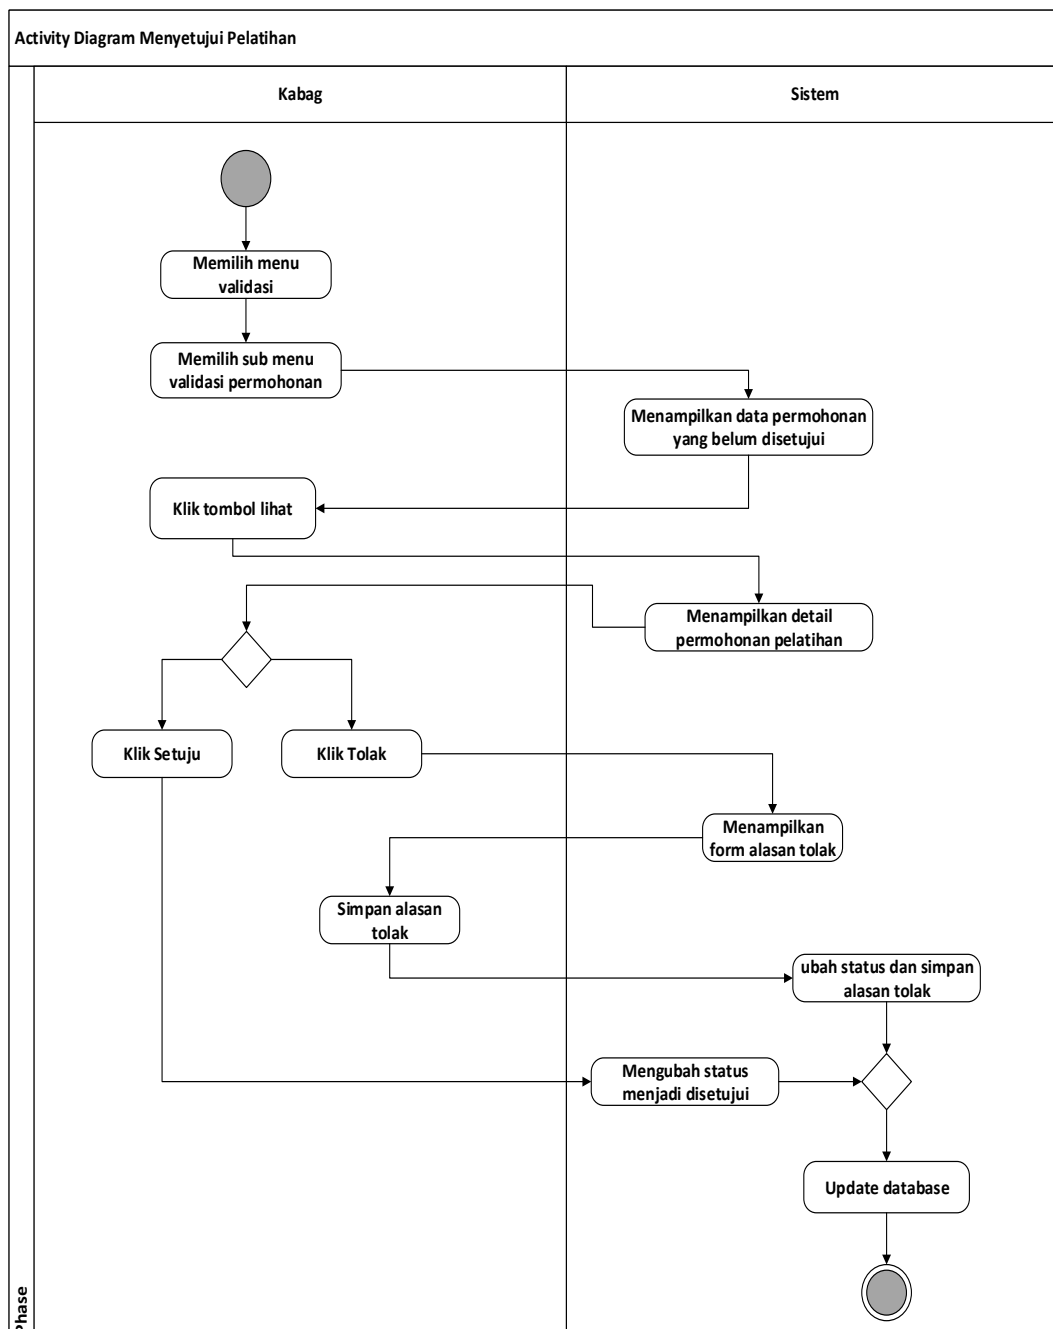 Activity Diagram Menyetujui Pelatihan
Kabag
Sistem
Memilih menu
validasi
Memilih sub menu
validasi permohonan
Menampilkan data permohonan
yang belum disetujui
Klik tombol lihat
Menampilkan detail
permohonan pelatihan
Klik Setuju
Klik Tolak
Menampilkan
form alasan tolak
Simpan alasan
tolak
ubah status dan simpan
alasan tolak
Mengubah status
menjadi disetujui
Update database
Phase